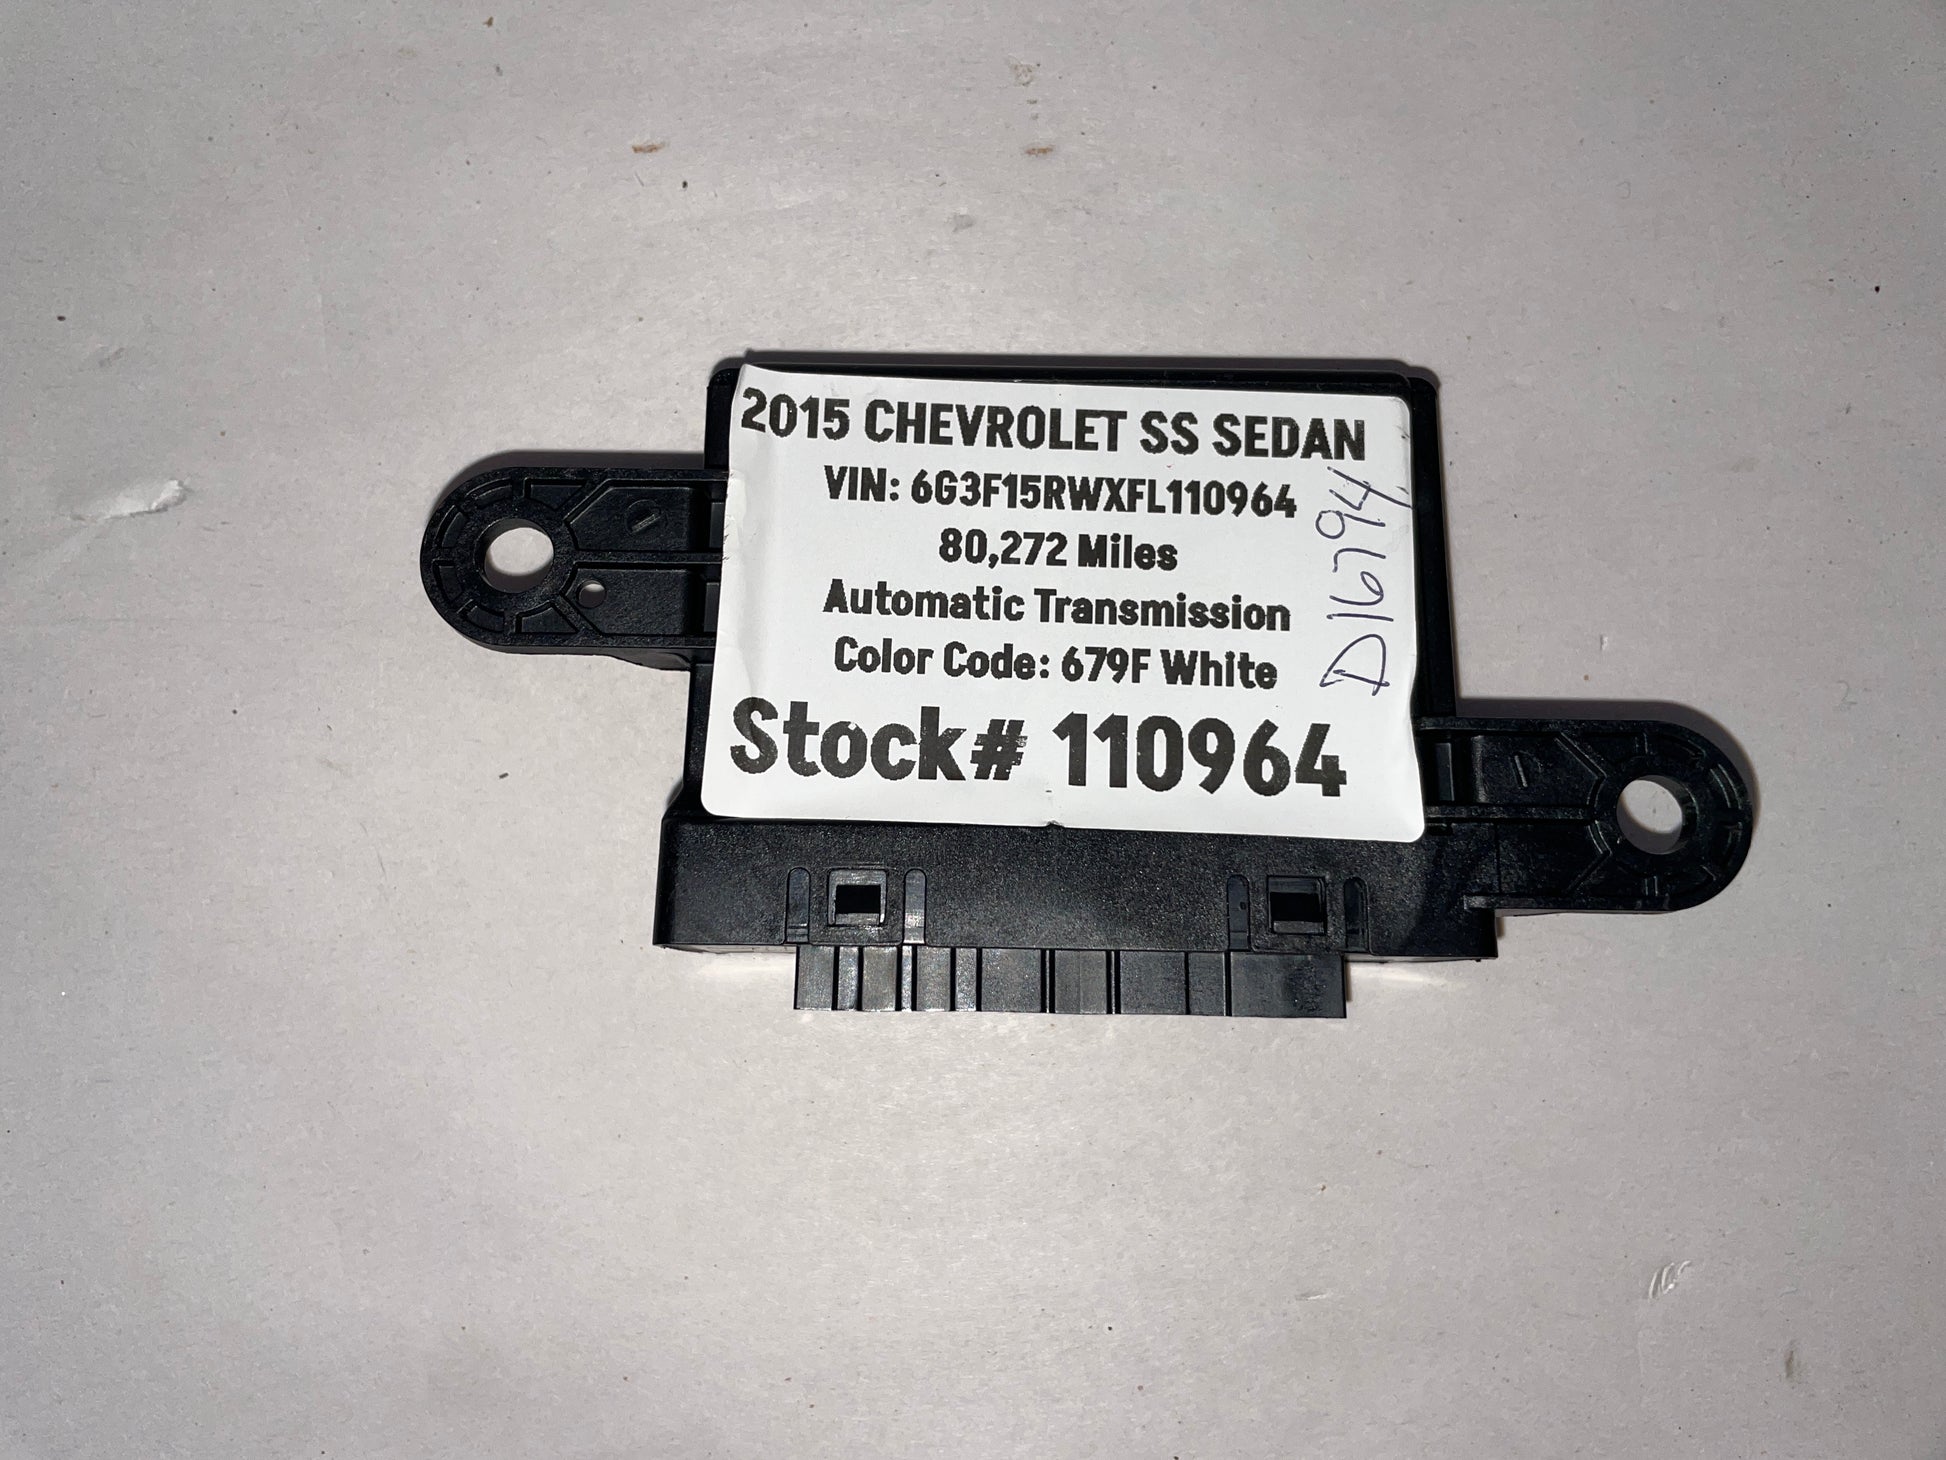 2015 CHEVROLET SS SEDAN
VIN: 6G3F15RWXFL110964
80,272 Miles
Automatic Transmission
Color Code: 679F White
Stock# 110964
D16794